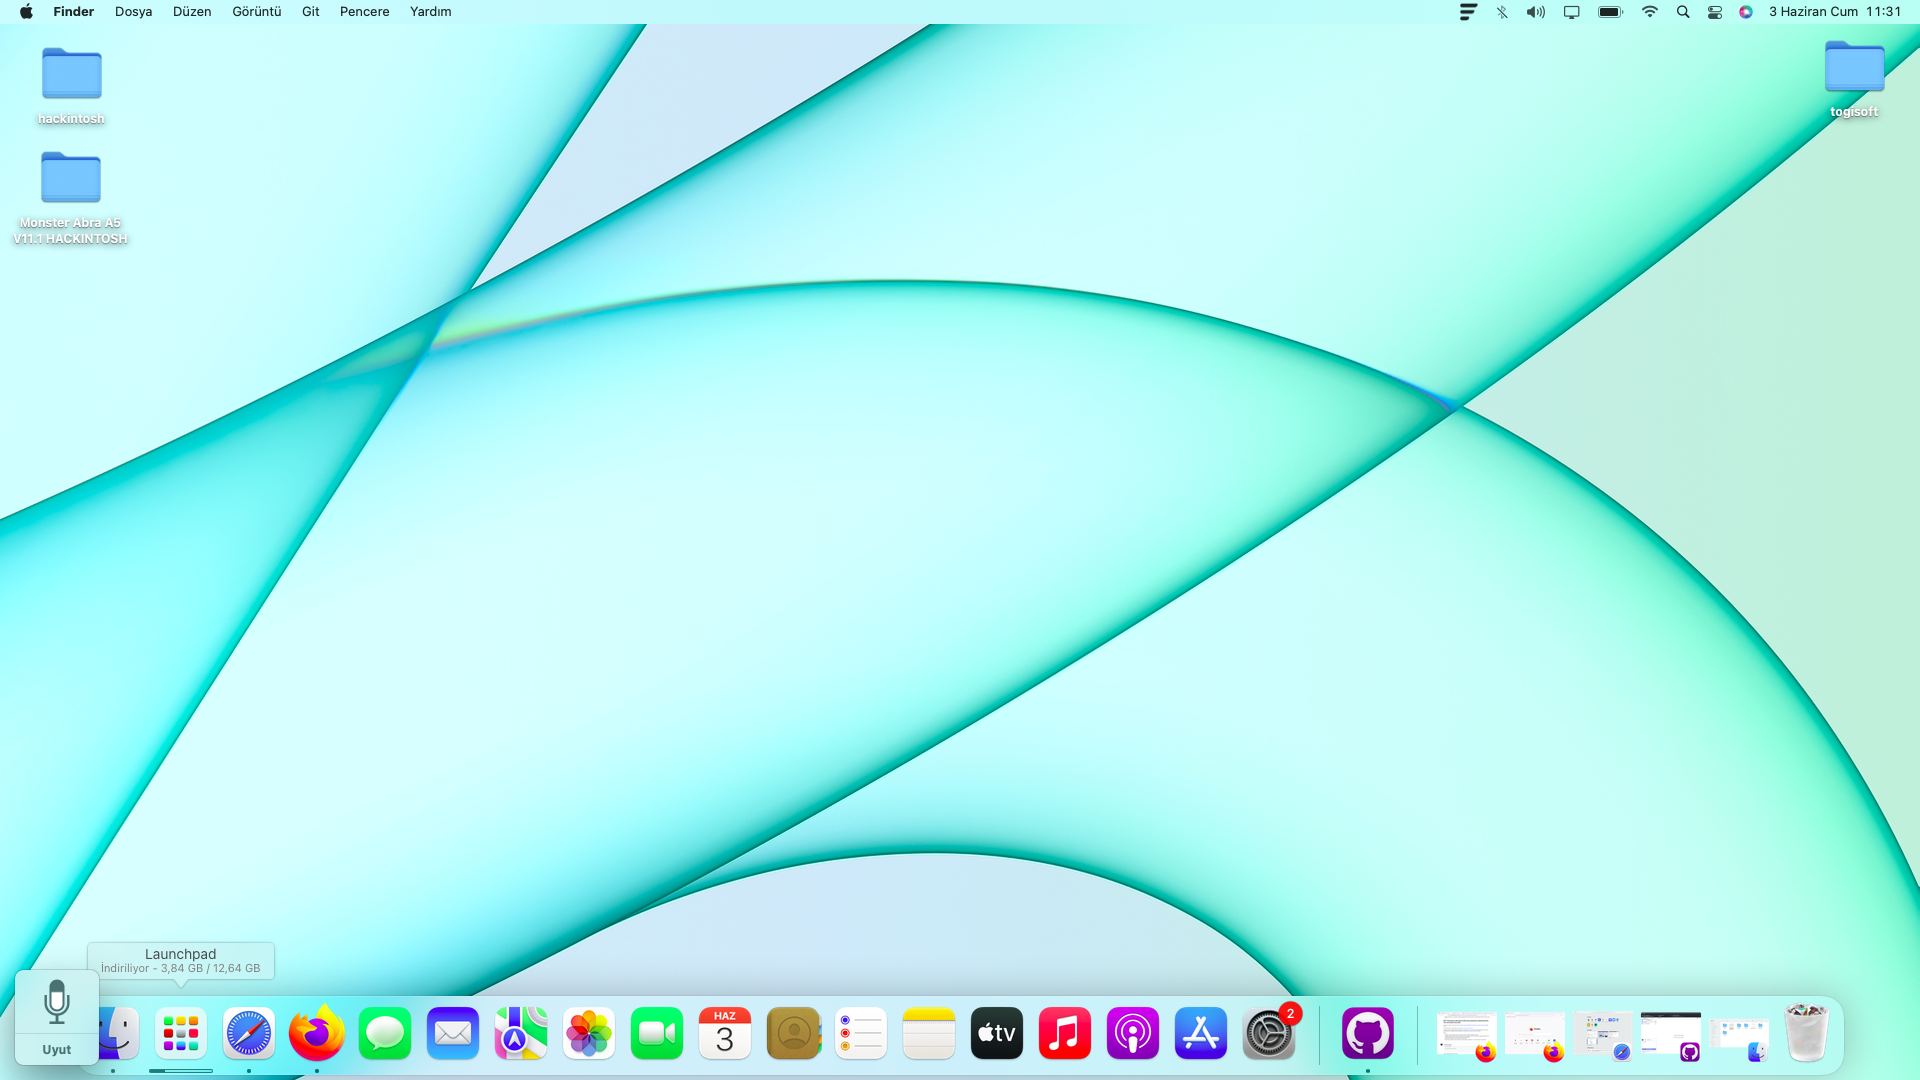 Finder Dosya Düzen Görüntü Git Pencere Yardım 3 Haziran Cum 11:31
hackintosh
togisoft
Monster Abra A5
V11.1 HACKINTOSH
Launchpad
İndiriliyor - 3,84 GB / 12,64 GB
Uyut
HAZ
3
tv
2